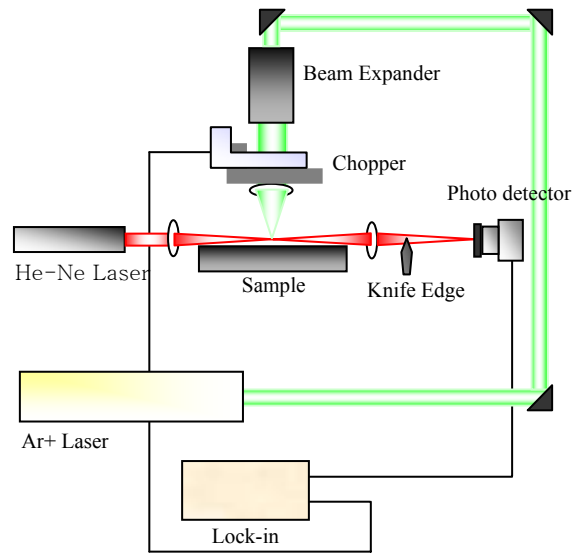 Beam Expander
Chopper
Photo detector
He-Ne Laser
Sample
Knife Edge
Ar+ Laser
Lock-in